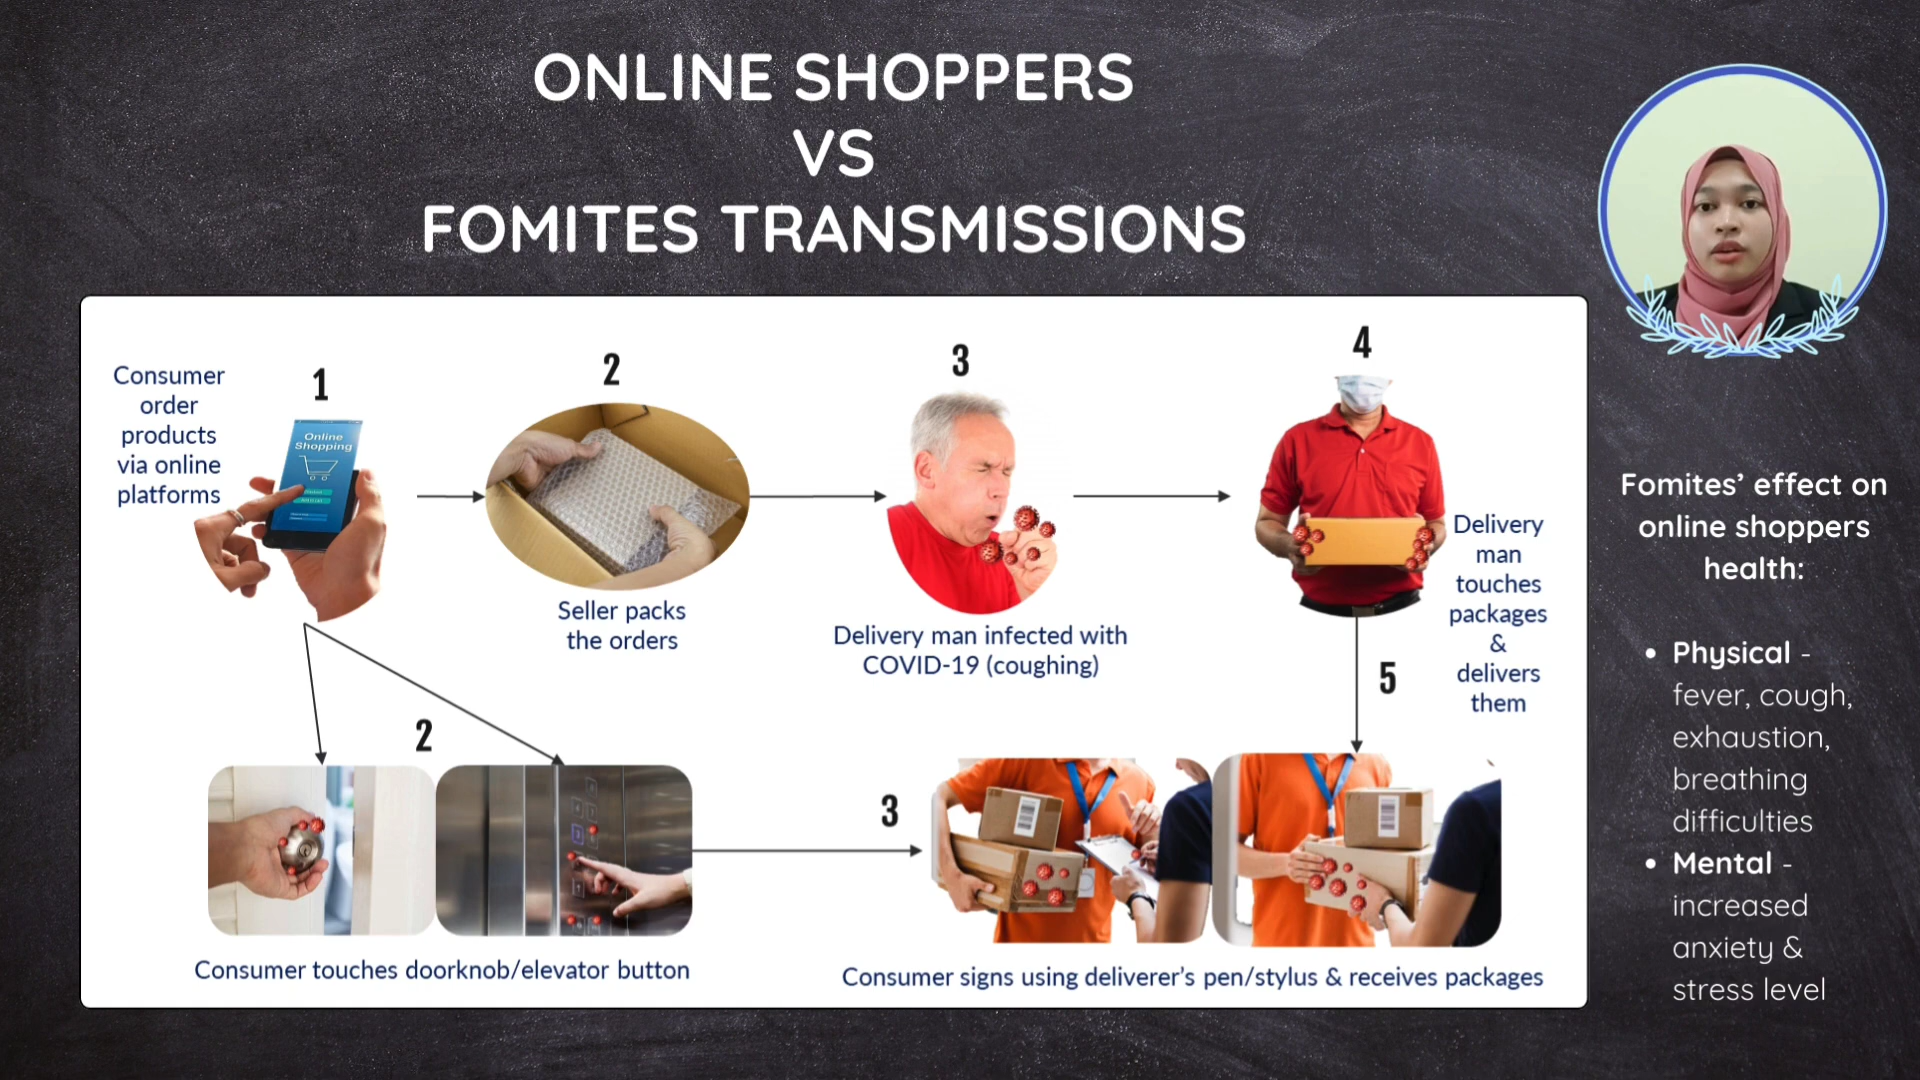 ONLINE SHOPPERS
VS
FOMITES TRANSMISSIONS
Consumer
order
products
via online
platforms
1
Online
Shopping
2
Seller packs
the orders
3
Delivery man infected with
COVID-19 (coughing)
4
Delivery
man
touches
packages
&
delivers
them
5
2
Consumer touches doorknob/elevator button
3
Consumer signs using deliverer's pen/stylus & receives packages
Fomites' effect on
online shoppers
health:
• Physical -
fever, cough,
exhaustion,
breathing
difficulties
• Mental -
increased
anxiety &
stress level